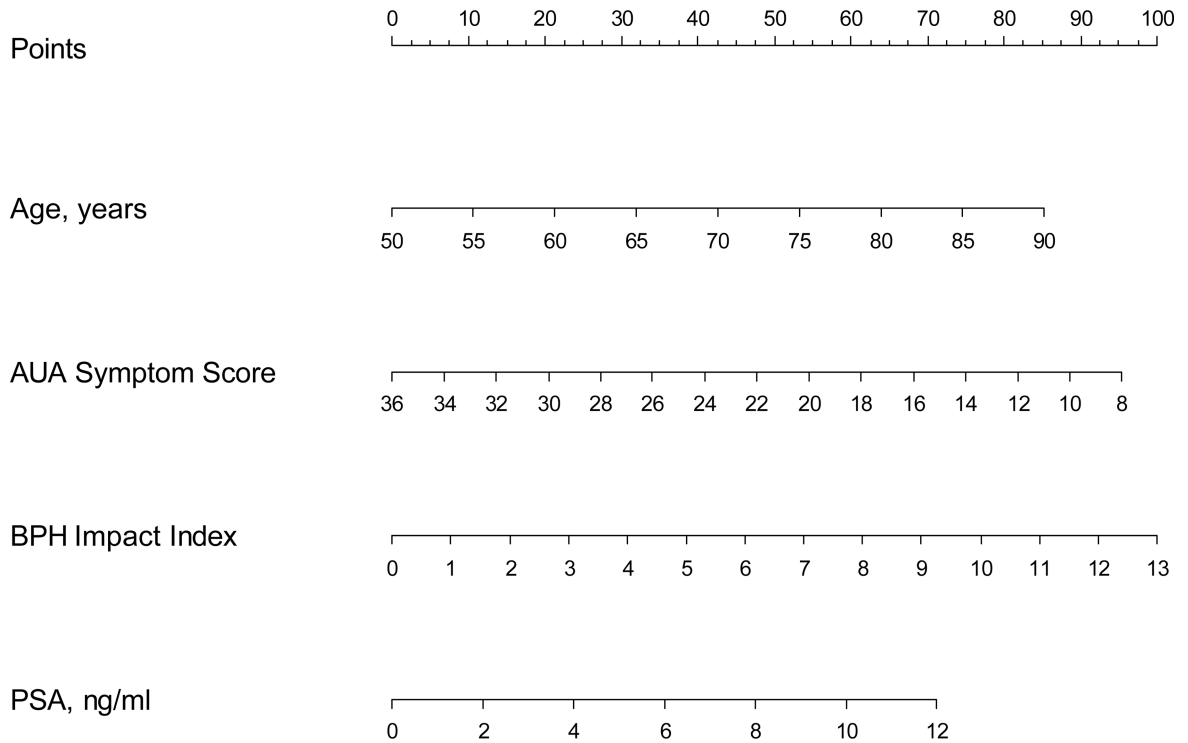 0 10 20 30 40 50 60 70 80 90 100
Points
Age, years
50 55 60 65 70 75 80 85 90
AUA Symptom Score
36 34 32 30 28 26 24 22 20 18 16 14 12 10 8
BPH Impact Index
0 1 2 3 4 5 6 7 8 9 10 11 12 13
PSA, ng/ml
0 2 4 6 8 10 12